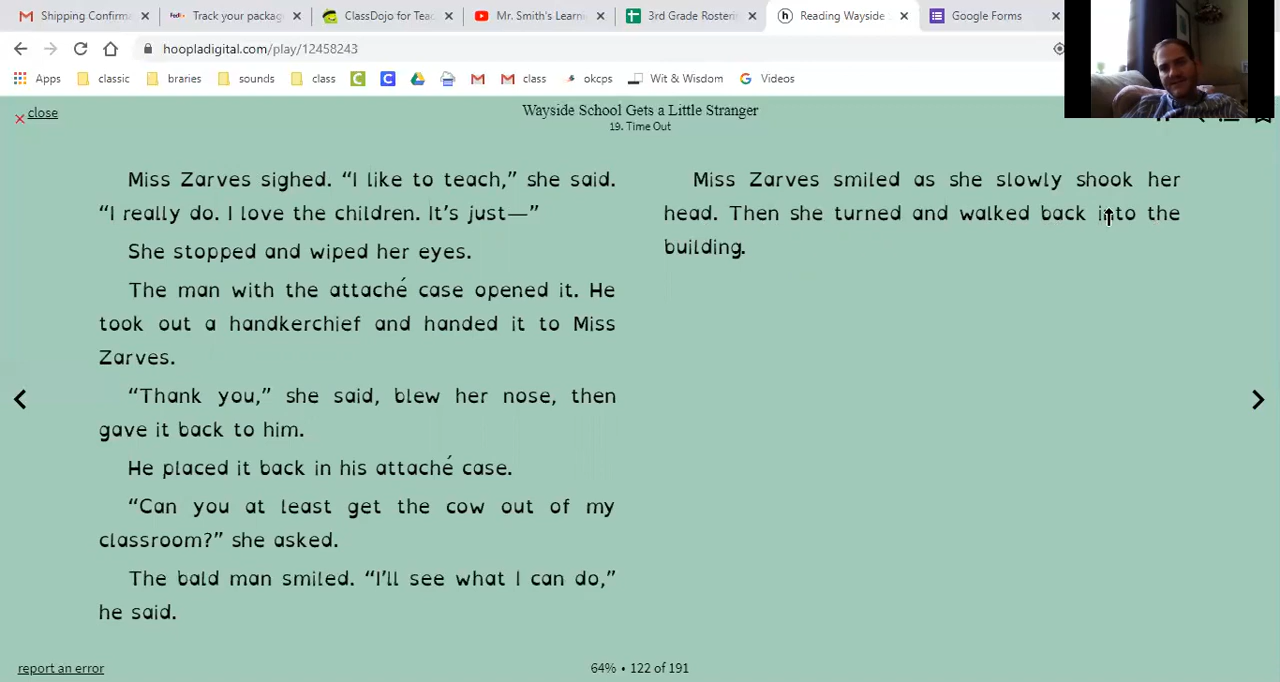 Shipping Confirm
Track your packag
ClassDojo for Teac
Mr. Smith's Learni
3rd Grade Rosterin
Reading Wayside
Google Forms
hoopladigital.com/play/12458243
Apps
classic
braries
sounds
class
class
okcps
Wit & Wisdom
Videos
close
Wayside School Gets a Little Stranger
19. Time Out
Miss Zarves sighed. “I like to teach,” she said.
“I really do. I love the children. It’s just—”
She stopped and wiped her eyes.
The man with the attaché case opened it. He
took out a handkerchief and handed it to Miss
Zarves.
“Thank you,” she said, blew her nose, then
gave it back to him.
He placed it back in his attaché case.
“Can you at least get the cow out of my
classroom?” she asked.
The bald man smiled. “I’ll see what I can do,”
he said.
Miss Zarves smiled as she slowly shook her
head. Then she turned and walked back into the
building.
report an error
64% • 122 of 191